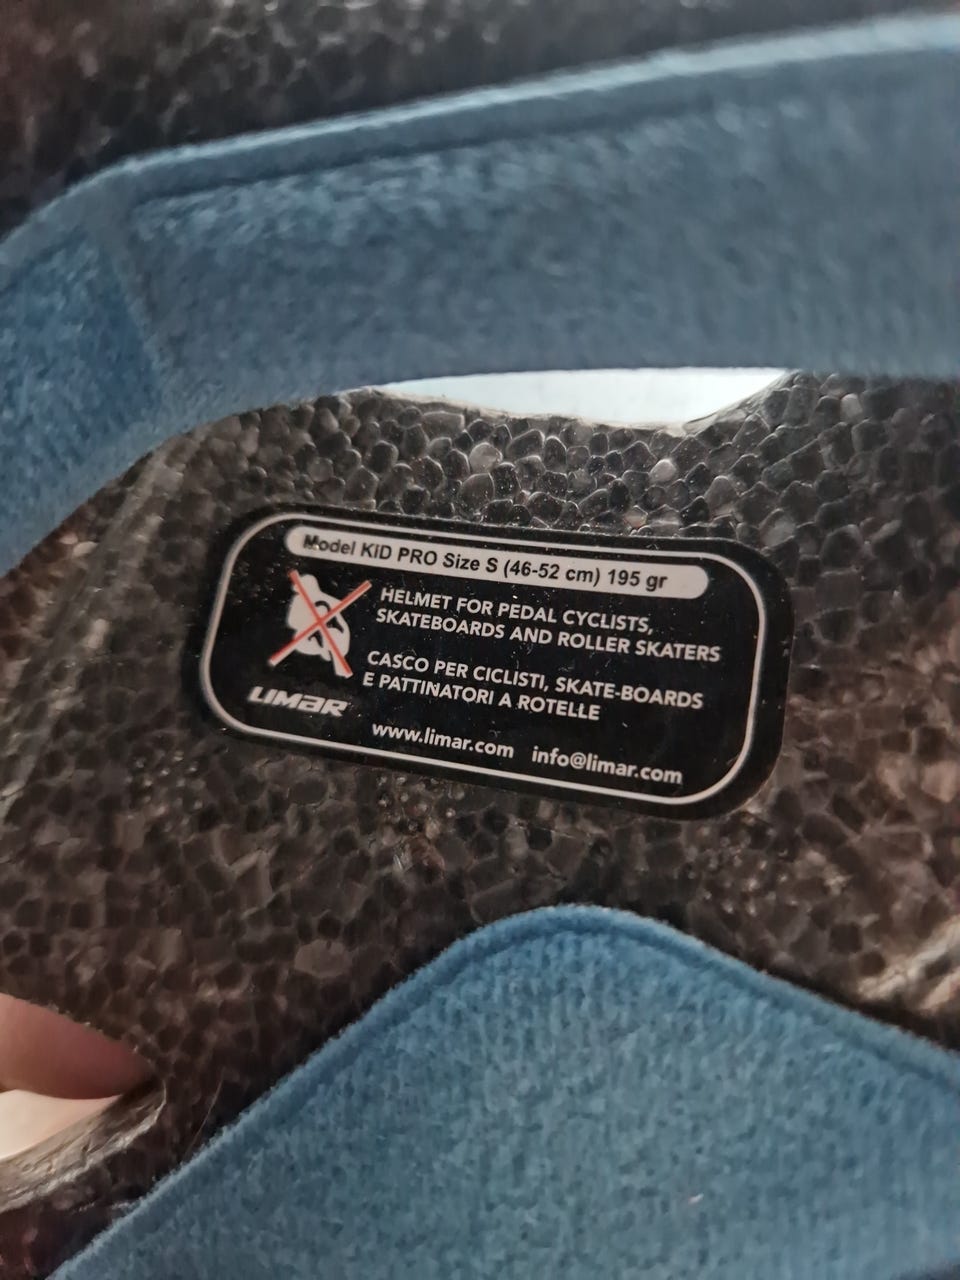 Model KID PRO Size S (46-52 cm) 195 gr
HELMET FOR PEDAL CYCLISTS,
SKATEBOARDS AND ROLLER SKATERS
CASCO PER CICLISTI, SKATE-BOARDS
E PATTINATORI A ROTELLE
LIMAR
www.limar.com info@limar.com